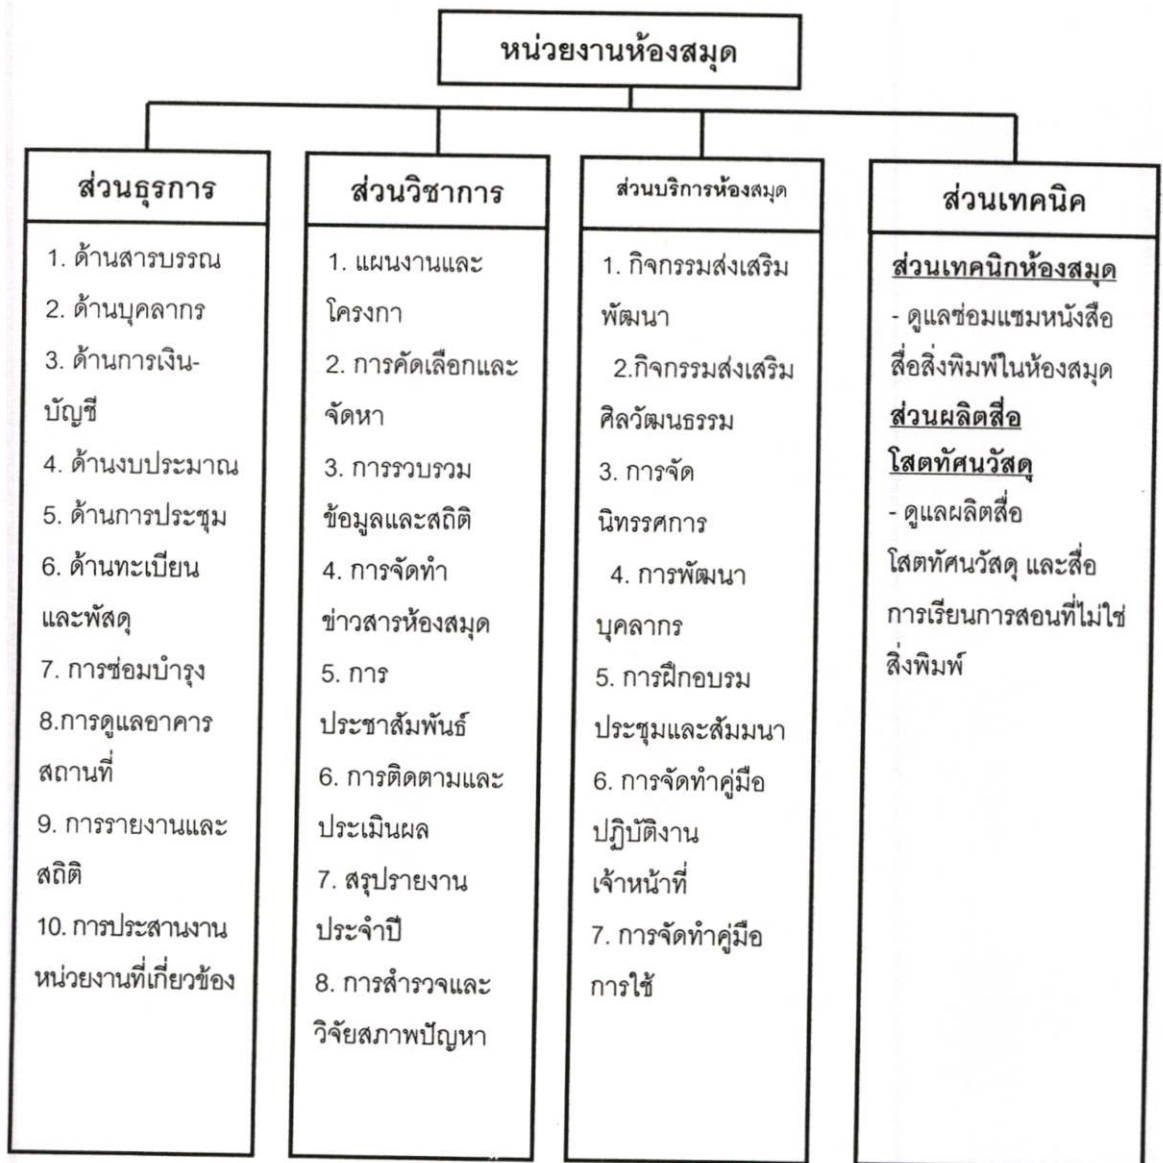 หน่วยงานห้องสมุด
ส่วนธุรการ
1. ด้านสารบรรณ
2. ด้านบุคลากร
3. ด้านการเงิน-
บัญชี
4. ด้านงบประมาณ
5. ด้านการประชุม
6. ด้านทะเบียน
และพัสดุ
7. การซ่อมบำรุง
8.การดูแลอาคาร
สถานที่
9. การรายงานและ
สถิติ
10. การประสานงาน
หน่วยงานที่เกี่ยวข้อง
ส่วนวิชาการ
1. แผนงานและ
โครงกา
2. การคัดเลือกและ
จัดหา
3. การรวบรวม
ข้อมูลและสถิติ
4. การจัดทำ
ข่าวสารห้องสมุด
5. การ
ประชาสัมพันธ์
6. การติดตามและ
ประเมินผล
7. สรุปรายงาน
ประจำปี
8. การสำรวจและ
วิจัยสภาพปัญหา
ส่วนบริการห้องสมุด
1. กิจกรรมส่งเสริม
พัฒนา
2.กิจกรรมส่งเสริม
ศิลวัฒนธรรม
3. การจัด
นิทรรศการ
4. การพัฒนา
บุคลากร
5. การฝึกอบรม
ประชุมและสัมมนา
6. การจัดทำคู่มือ
ปฏิบัติงาน
เจ้าหน้าที่
7. การจัดทำคู่มือ
การใช้
ส่วนเทคนิค
ส่วนเทคนิกห้องสมุด
- ดูแลซ่อมแซมหนังสือ
สื่อสิ่งพิมพ์ในห้องสมุด
ส่วนผลิตสื่อ
โสตทัศนวัสดุ
- ดูแลผลิตสื่อ
โสตทัศนวัสดุ และสื่อ
การเรียนการสอนที่ไม่ใช่
สิ่งพิมพ์